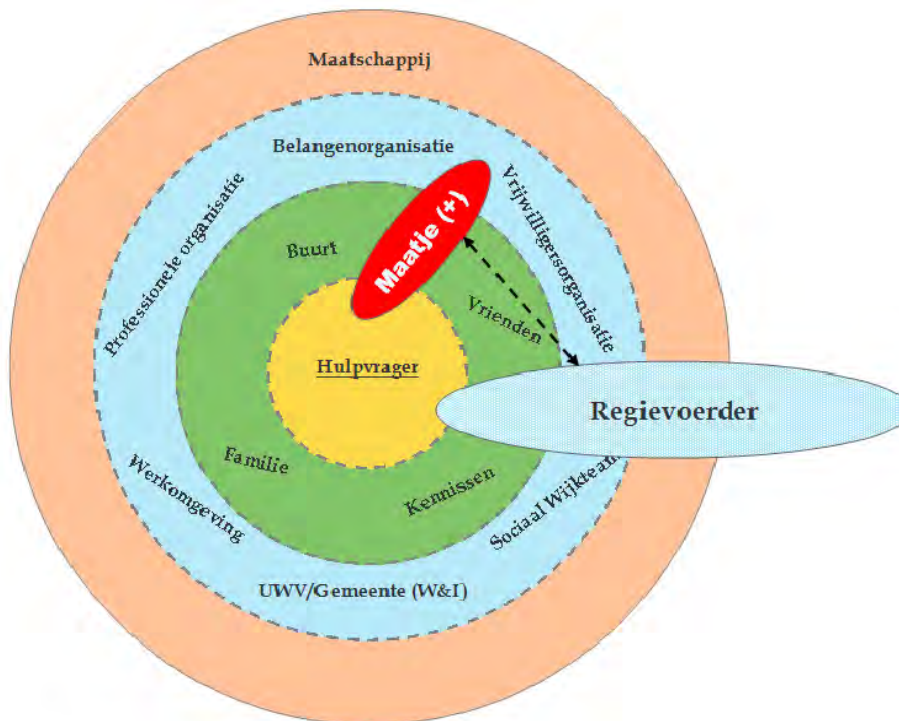 Maatschappij
Belangenorganisatie
Professionele organisatie
Vrijwilligersorganisatie
Maatje (+)
Buurt
Vrienden
Hulpvrager
Regievoerder
Familie
Kennissen
Werkomgeving
Sociaal Wijkteam
UWV/Gemeente (W&I)